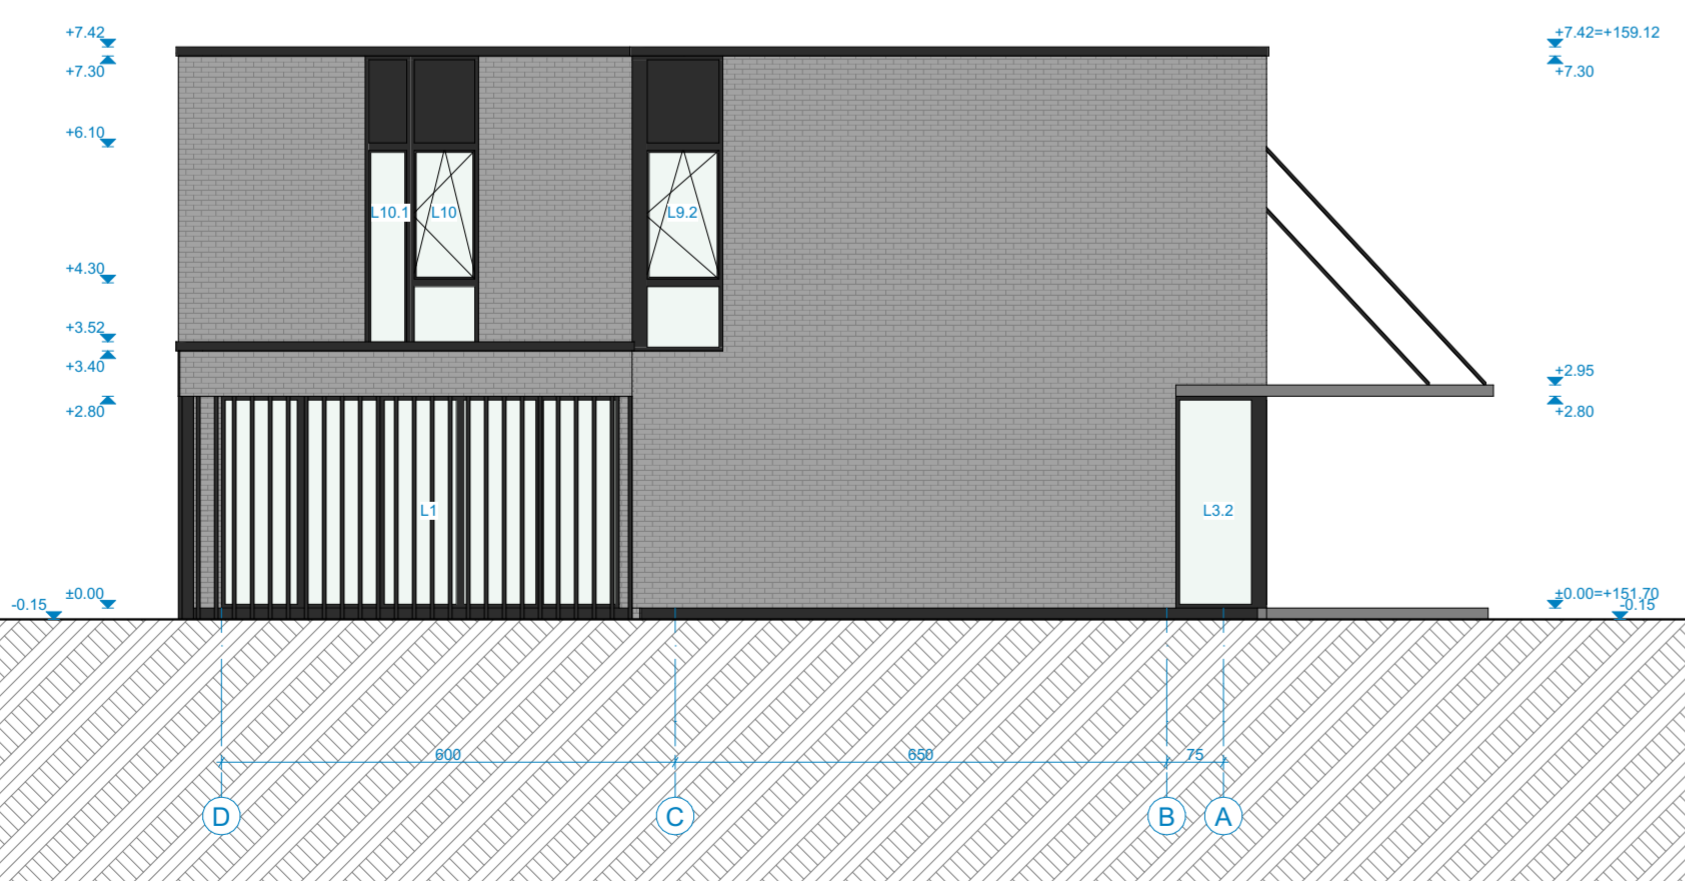 +7.42
+7.42=+159.12
+7.30
+7.30
+6.10
L10.1
L10
L9.2
+4.30
+3.52
+3.40
+2.95
+2.80
+2.80
L1
L3.2
±0.00
±0.00=+151.70
-0.15
-0.15
600
650
75
D
C
B
A